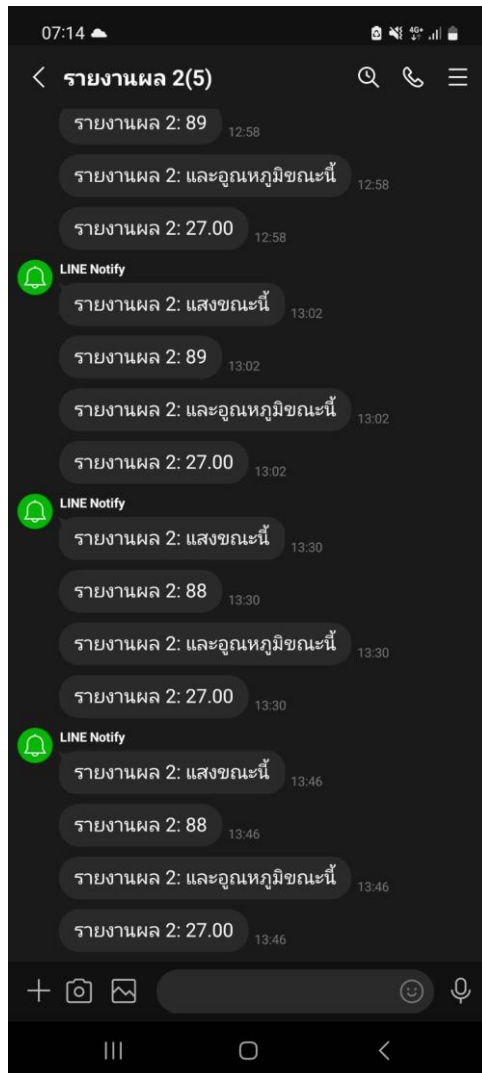 07:14
4G+
รายงานผล 2(5)
รายงานผล 2: 89 12:58
รายงานผล 2: และอูณหภูมิขณะนี้ 12:58
รายงานผล 2: 27.00 12:58
LINE Notify
รายงานผล 2: แสงขณะนี้ 13:02
รายงานผล 2: 89 13:02
รายงานผล 2: และอูณหภูมิขณะนี้ 13:02
รายงานผล 2: 27.00 13:02
LINE Notify
รายงานผล 2: แสงขณะนี้ 13:30
รายงานผล 2: 88 13:30
รายงานผล 2: และอูณหภูมิขณะนี้ 13:30
รายงานผล 2: 27.00 13:30
LINE Notify
รายงานผล 2: แสงขณะนี้ 13:46
รายงานผล 2: 88 13:46
รายงานผล 2: และอูณหภูมิขณะนี้ 13:46
รายงานผล 2: 27.00 13:46